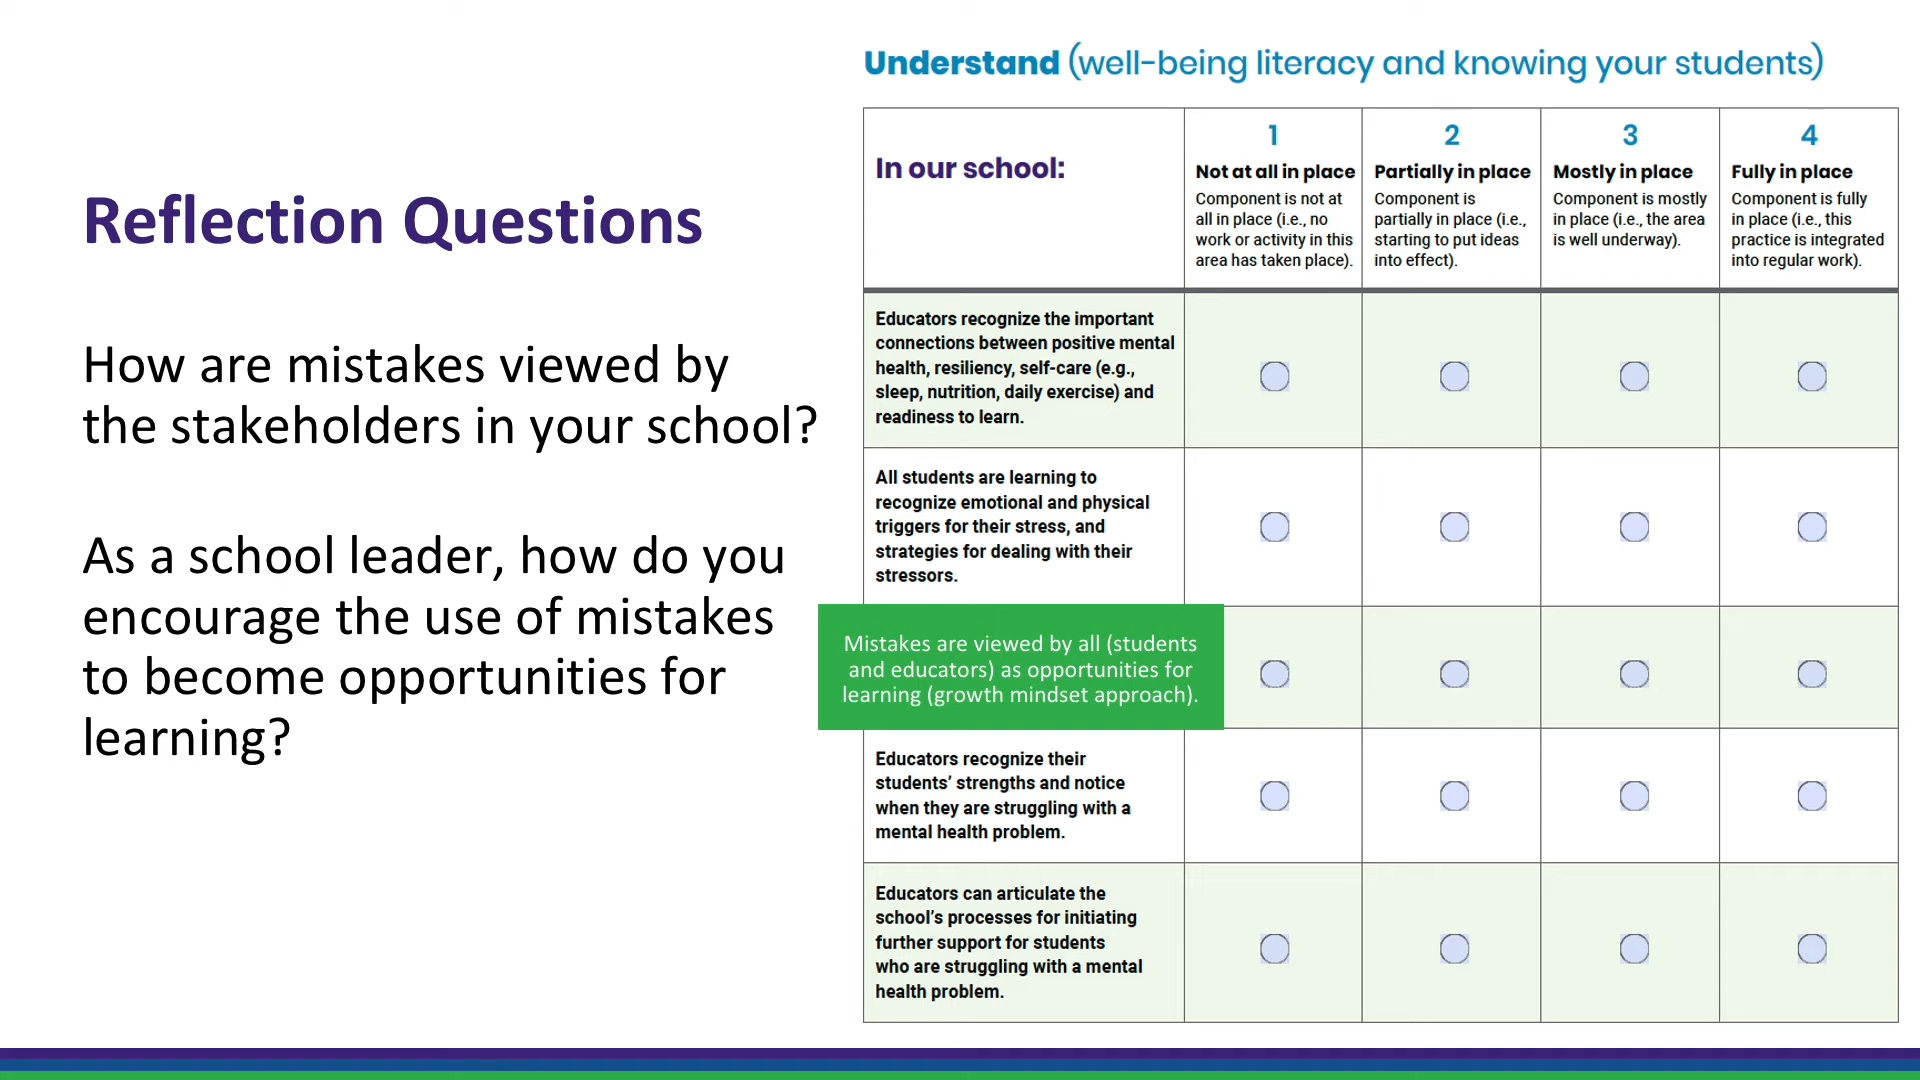 Reflection Questions
How are mistakes viewed by
the stakeholders in your school?
As a school leader, how do you
encourage the use of mistakes
to become opportunities for
learning?
Understand (well-being literacy and knowing your students)
In our school:
1
Not at all in place
Component is not at
all in place (i.e., no
work or activity in this
area has taken place).
2
Partially in place
Component is
partially in place (i.e.,
starting to put ideas
into effect).
3
Mostly in place
Component is mostly
in place (i.e., the area
is well underway).
4
Fully in place
Component is fully
in place (i.e., this
practice is integrated
into regular work).
Educators recognize the important
connections between positive mental
health, resiliency, self-care (e.g.,
sleep, nutrition, daily exercise) and
readiness to learn.
All students are learning to
recognize emotional and physical
triggers for their stress, and
strategies for dealing with their
stressors.
Mistakes are viewed by all (students
and educators) as opportunities for
learning (growth mindset approach).
Educators recognize their
students’ strengths and notice
when they are struggling with a
mental health problem.
Educators can articulate the
school’s processes for initiating
further support for students
who are struggling with a mental
health problem.